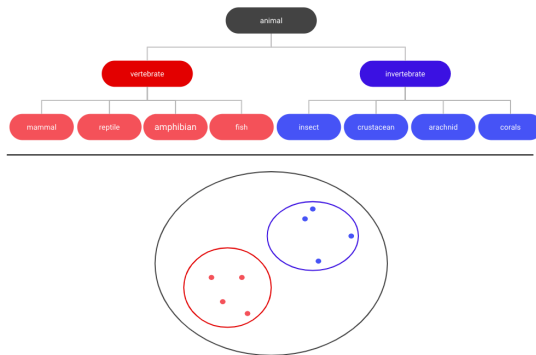 animal
vertebrate invertebrate
mammal reptile amphibian fish insect crustacean arachnid corals